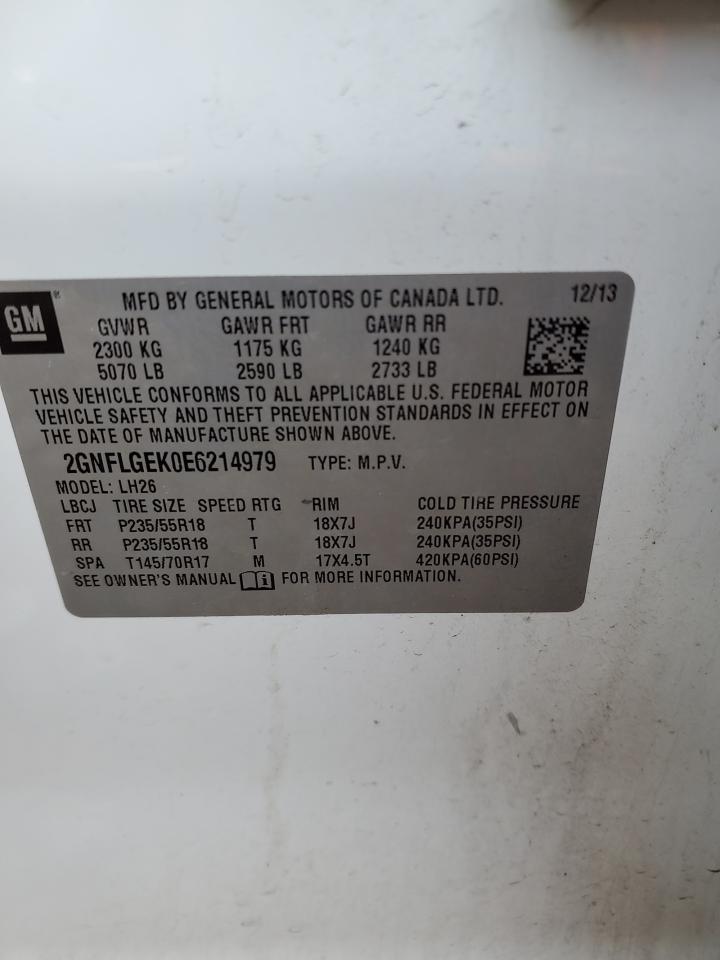 GM ® MFD BY GENERAL MOTORS OF CANADA LTD. 12/13
GVWR GAWR FRT GAWR RR
2300 KG 1175 KG 1240 KG
5070 LB 2590 LB 2733 LB
THIS VEHICLE CONFORMS TO ALL APPLICABLE U.S. FEDERAL MOTOR
VEHICLE SAFETY AND THEFT PREVENTION STANDARDS IN EFFECT ON
THE DATE OF MANUFACTURE SHOWN ABOVE.
2GNFLGEK0E6214979 TYPE: M.P.V.
MODEL: LH26
LBCJ TIRE SIZE SPEED RTG RIM COLD TIRE PRESSURE
FRT P235/55R18 T 18X7J 240KPA(35PSI)
RR P235/55R18 T 18X7J 240KPA(35PSI)
SPA T145/70R17 M 17X4.5T 420KPA(60PSI)
SEE OWNER'S MANUAL FOR MORE INFORMATION.